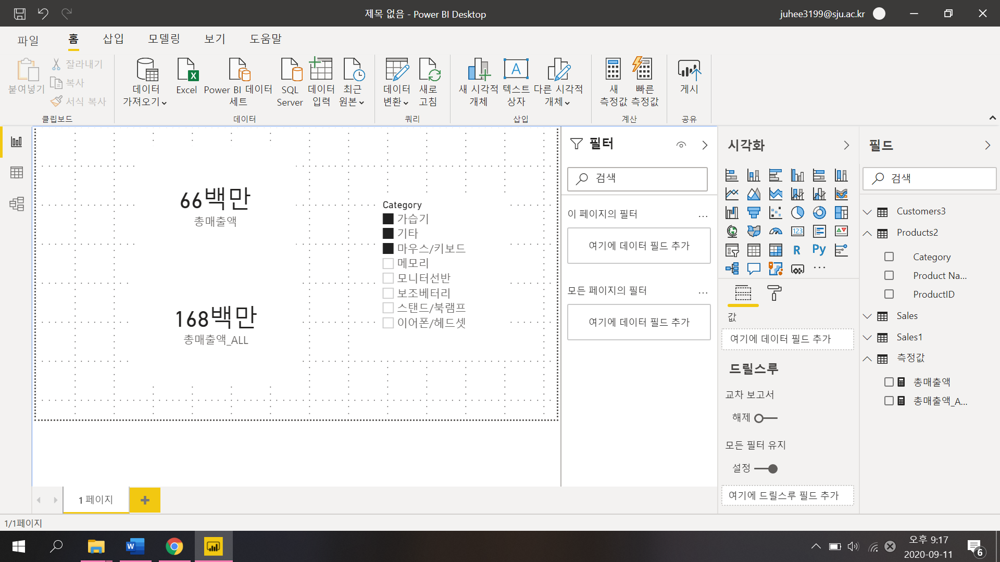 제목 없음 - Power BI Desktop
juhee3199@sju.ac.kr
파일
홈
삽입
모델링
보기
도움말
붙여넣기
잘라내기
복사
서식 복사
클립보드
데이터
가져오기
Excel
Power BI 데이터
세트
SQL
Server
데이터
입력
최근
원본
데이터
데이터
변환
새로
고침
쿼리
새 시각적
개체
텍스트
상자
다른 시각적
개체
삽입
새
측정값
빠른
측정값
계산
게시
공유
66백만
총매출액
168백만
총매출액_ALL
Category
가습기
기타
마우스/키보드
메모리
모니터선반
보조베터리
스탠드/북램프
이어폰/헤드셋
필터
검색
이 페이지의 필터
...
여기에 데이터 필드 추가
모든 페이지의 필터
...
여기에 데이터 필드 추가
시각화
123
R
Py
...
값
여기에 데이터 필드 추가
드릴스루
교차 보고서
해제
모든 필터 유지
설정
여기에 드릴스루 필드 추가
필드
검색
Customers3
Products2
Category
Product Na...
ProductID
Sales
Sales1
측정값
총매출액
총매출액_A...
1 페이지
1/1페이지
오후 9:17
2020-09-11
6